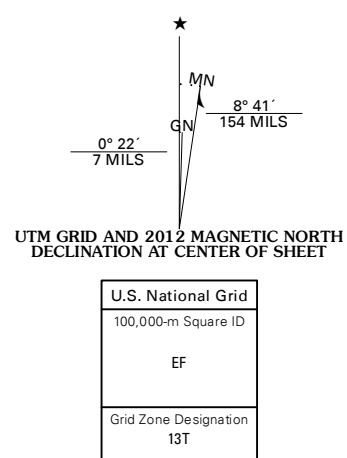 ★
MN
GN
8° 41´
154 MILS
0° 22´
7 MILS
UTM GRID AND 2012 MAGNETIC NORTH
DECLINATION AT CENTER OF SHEET
U.S. National Grid
100,000-m Square ID
EF
Grid Zone Designation
13T